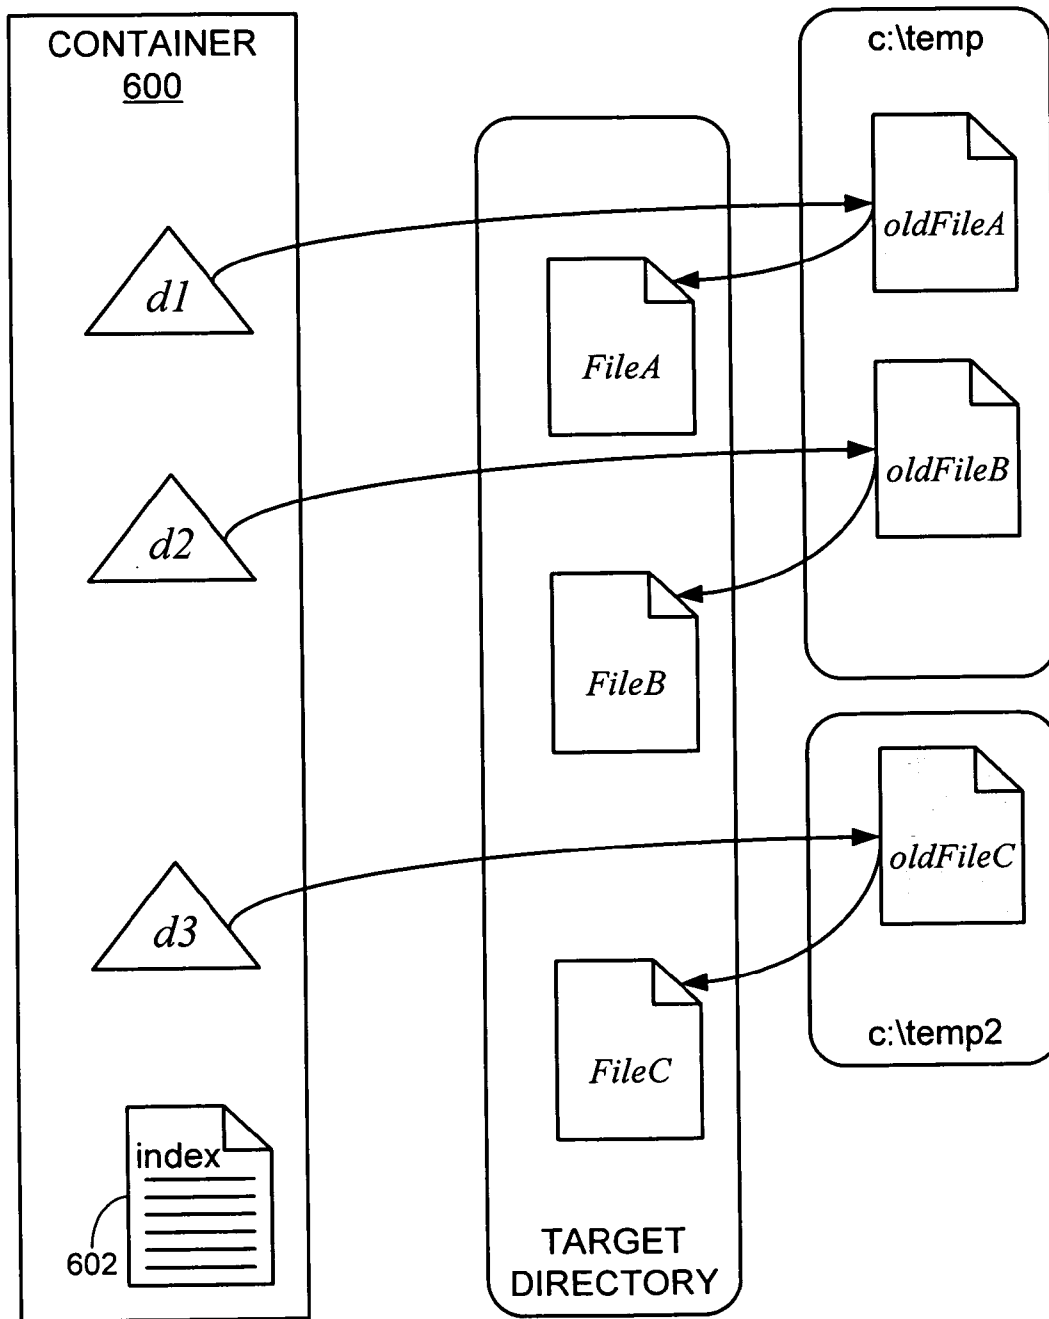 CONTAINER
600
c:\temp
oldFileA
d1
FileA
oldFileB
d2
FileB
oldFileC
d3
c:\temp2
FileC
index
602
TARGET
DIRECTORY